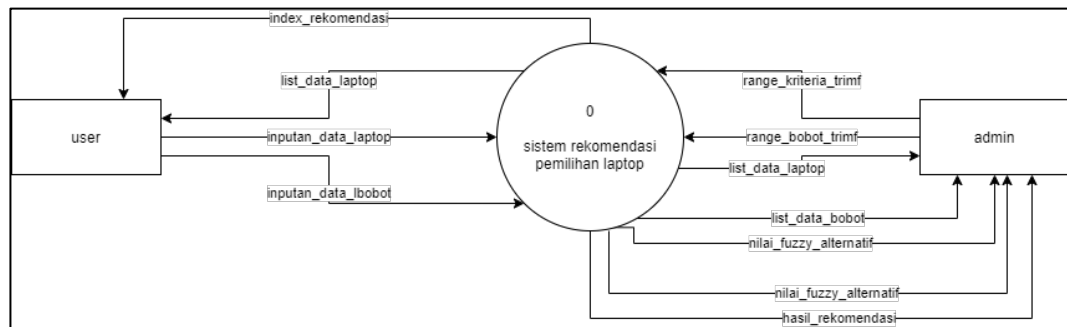 index_rekomendasi
list_data_laptop
range_kriteria_trimf
0
user
inputan_data_laptop
sistem rekomendasi
pemilihan laptop
range_bobot_trimf
admin
list_data_laptop
inputan_data_lbobot
list_data_bobot
nilai_fuzzy_alternatif
nilai_fuzzy_alternatif
hasil_rekomendasi